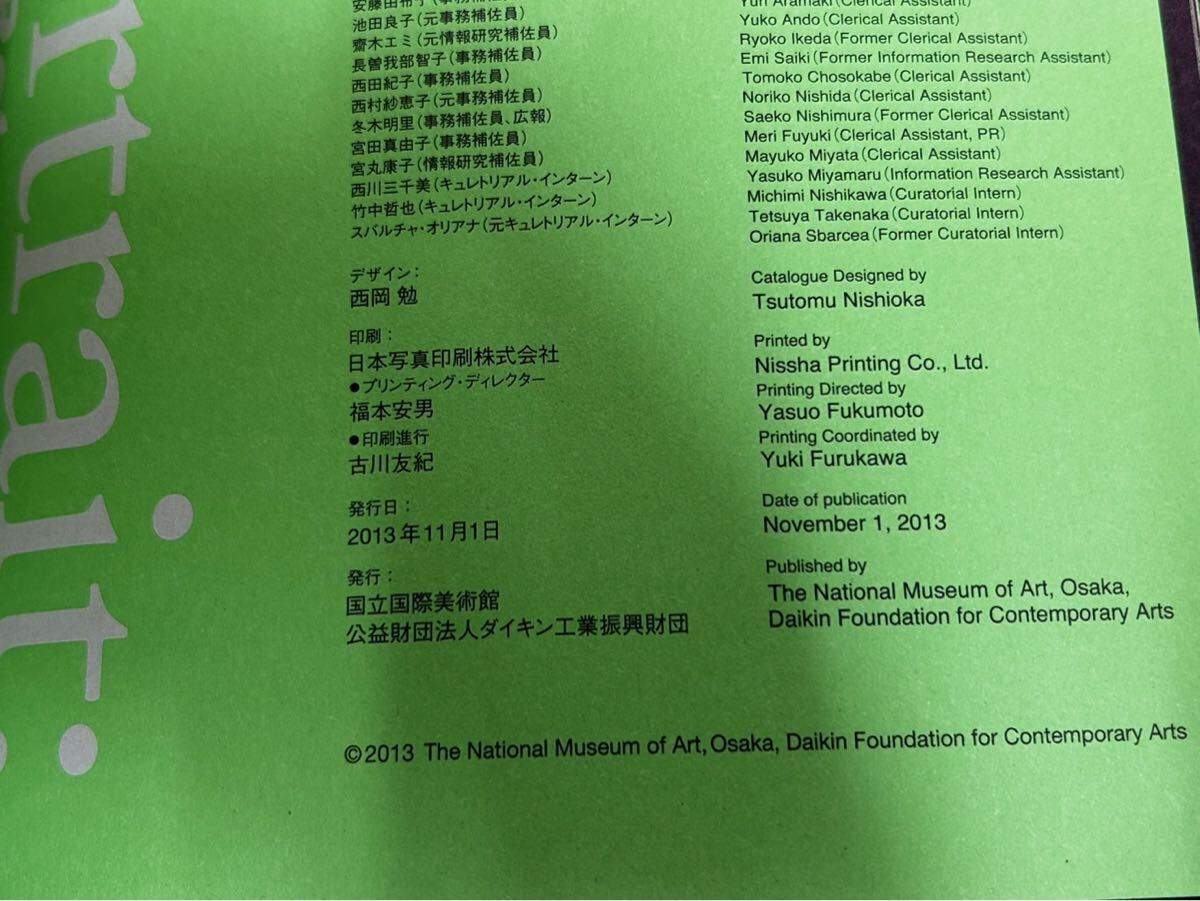 安藤由布子(事務補佐員)
池田良子(元事務補佐員)
齋木エミ(元情報研究補佐員)
長曽我部智子(事務補佐員)
西田紀子(事務補佐員)
西村紗恵子(元事務補佐員)
冬木明里(事務補佐員、広報)
宮田真由子(事務補佐員)
宮丸康子(情報研究補佐員)
西川三千美(キュレトリアル・インターン)
竹中哲也(キュレトリアル・インターン)
スバルチャ・オリアナ(元キュレトリアル・インターン)
デザイン:
西岡 勉
印刷:
日本写真印刷株式会社
●プリンティング・ディレクター
福本安男
●印刷進行
古川友紀
発行日:
2013年11月1日
発行:
国立国際美術館
公益財団法人ダイキン工業振興財団
Yuri Aramaki (Clerical Assistant)
Yuko Ando (Clerical Assistant)
Ryoko Ikeda (Former Clerical Assistant)
Emi Saiki (Former Information Research Assistant)
Tomoko Chosokabe (Clerical Assistant)
Noriko Nishida (Clerical Assistant)
Saeko Nishimura (Former Clerical Assistant)
Meri Fuyuki (Clerical Assistant, PR)
Mayuko Miyata (Clerical Assistant)
Yasuko Miyamaru (Information Research Assistant)
Michimi Nishikawa (Curatorial Intern)
Tetsuya Takenaka (Curatorial Intern)
Oriana Sbarcea (Former Curatorial Intern)
Catalogue Designed by
Tsutomu Nishioka
Printed by
Nissha Printing Co., Ltd.
Printing Directed by
Yasuo Fukumoto
Printing Coordinated by
Yuki Furukawa
Date of publication
November 1, 2013
Published by
The National Museum of Art, Osaka,
Daikin Foundation for Contemporary Arts
©2013 The National Museum of Art, Osaka, Daikin Foundation for Contemporary Arts
rtrait: